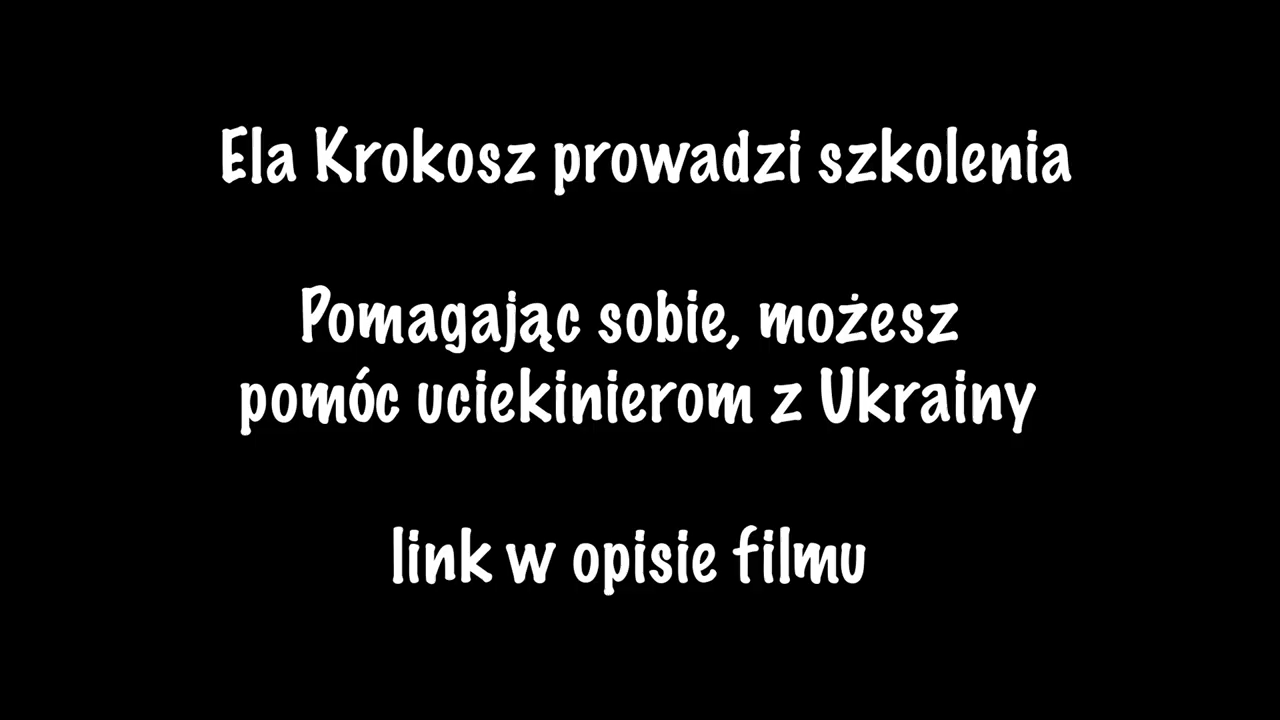 Ela Krokosz prowadzi szkolenia
Pomagając sobie, możesz
pomóc uciekinierom z Ukrainy
link w opisie filmu